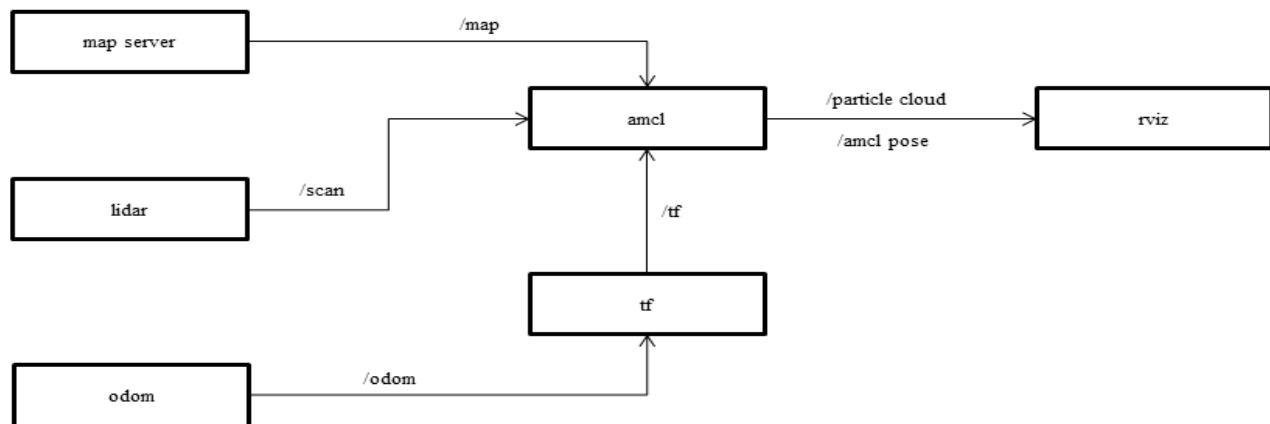 map server
/map
amcl
/particle cloud
/amcl pose
rviz
lidar
/scan
/tf
tf
odom
/odom